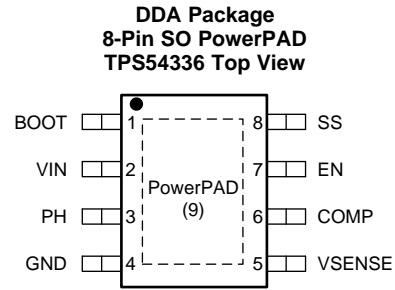 DDA Package
8-Pin SO PowerPAD
TPS54336 Top View
BOOT 1 8 SS
VIN 2 7 EN
PowerPAD
(9)
PH 3 6 COMP
GND 4 5 VSENSE